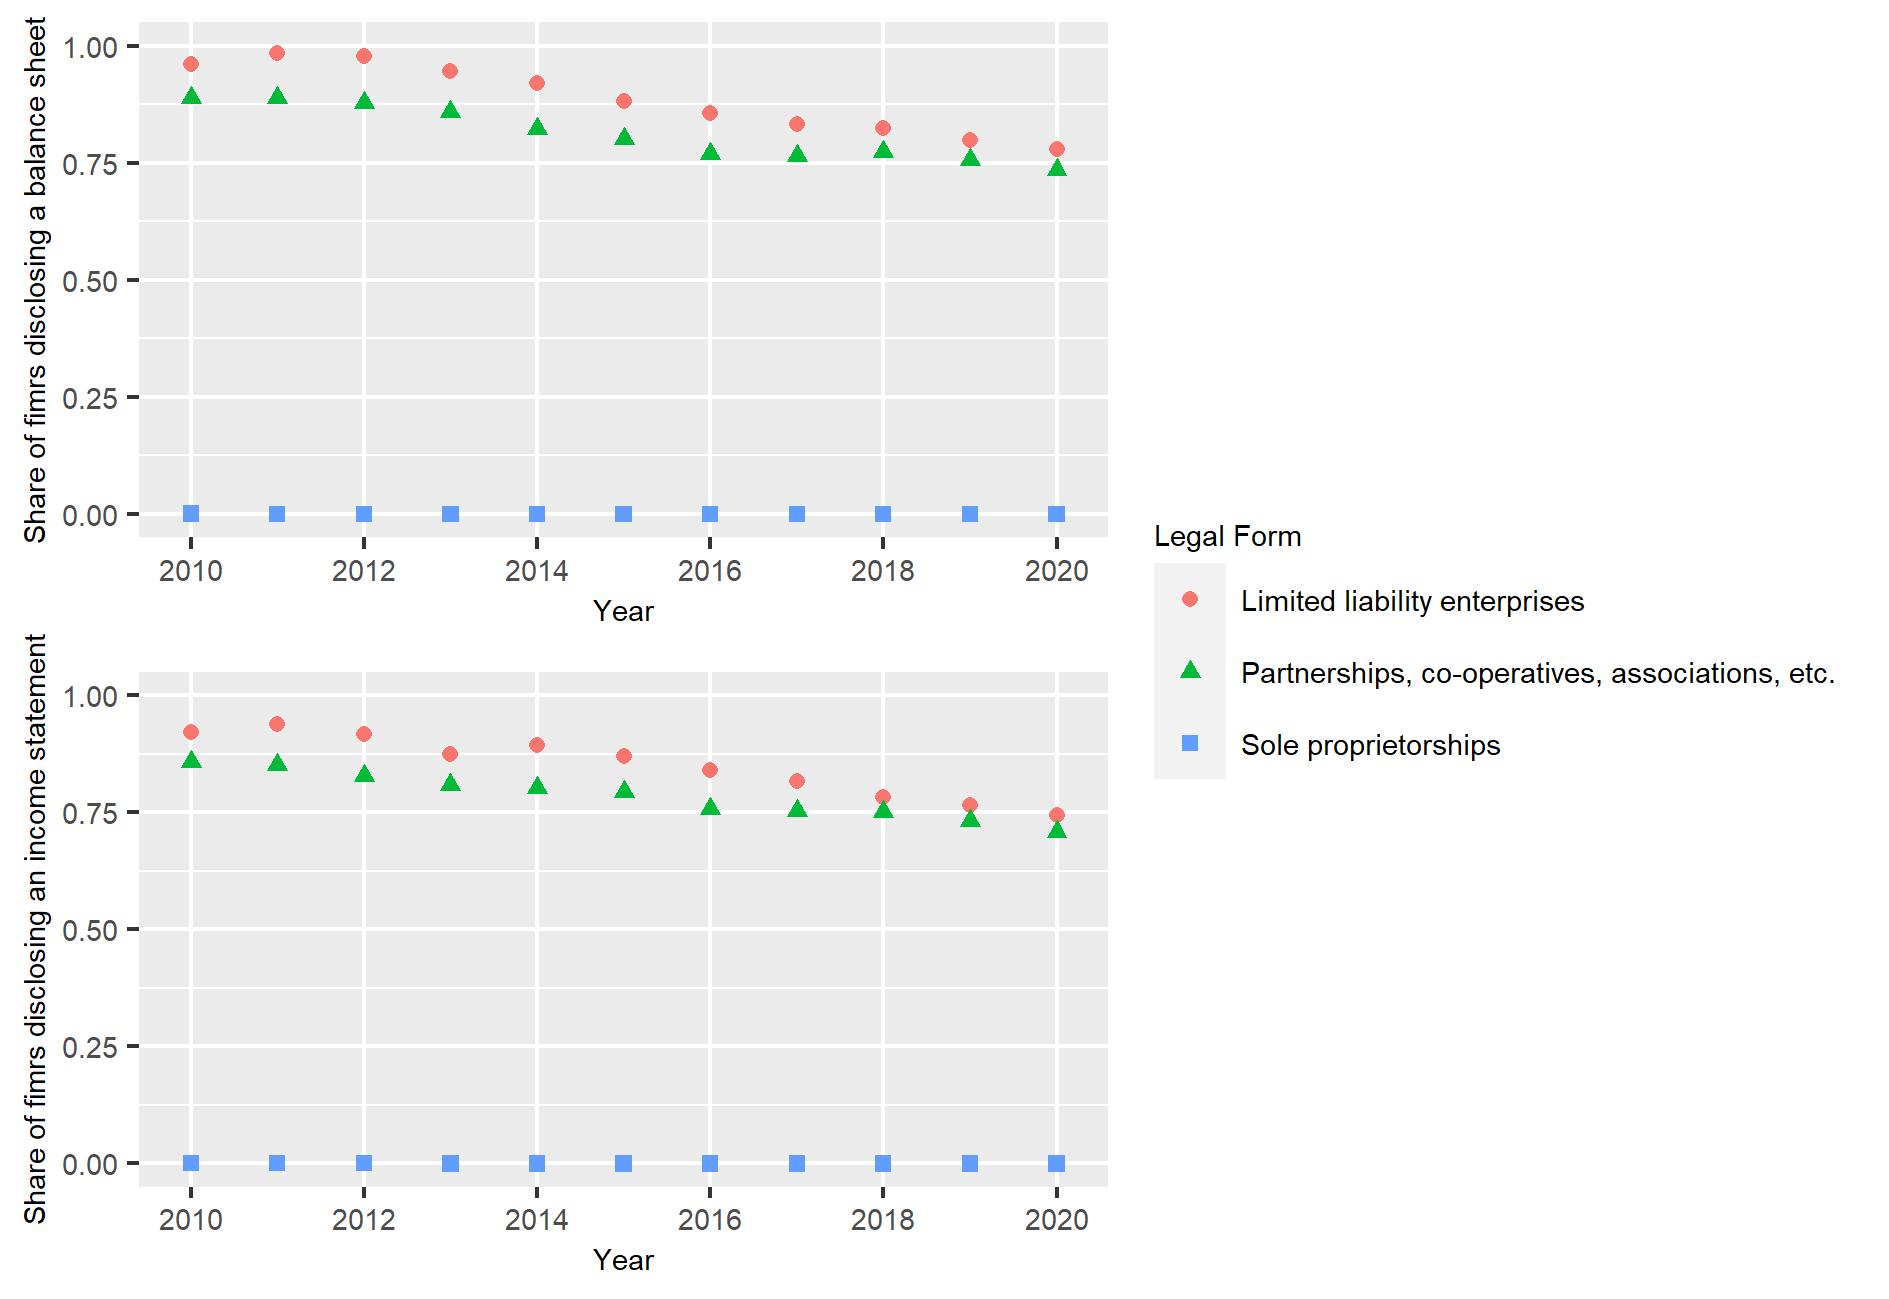 Share of fimrs disclosing a balance sheet
1.00
0.75
0.50
0.25
0.00
2010 2012 2014 2016 2018 2020
Year
Share of fimrs disclosing an income statement
1.00
0.75
0.50
0.25
0.00
2010 2012 2014 2016 2018 2020
Year
Legal Form
Limited liability enterprises
Partnerships, co-operatives, associations, etc.
Sole proprietorships